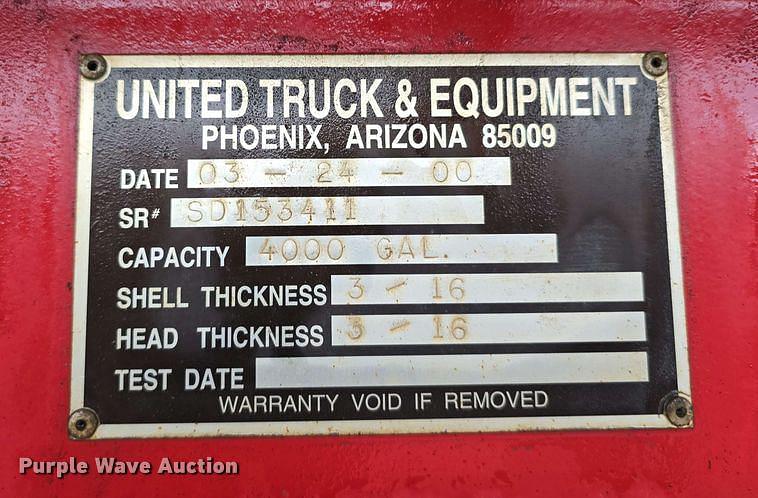 UNITED TRUCK & EQUIPMENT
PHOENIX, ARIZONA 85009
DATE 03 - 24 - 00
SR# SD153411
CAPACITY 4000 GAL.
SHELL THICKNESS 3 - 16
HEAD THICKNESS 3 - 16
TEST DATE
WARRANTY VOID IF REMOVED
Purple Wave Auction